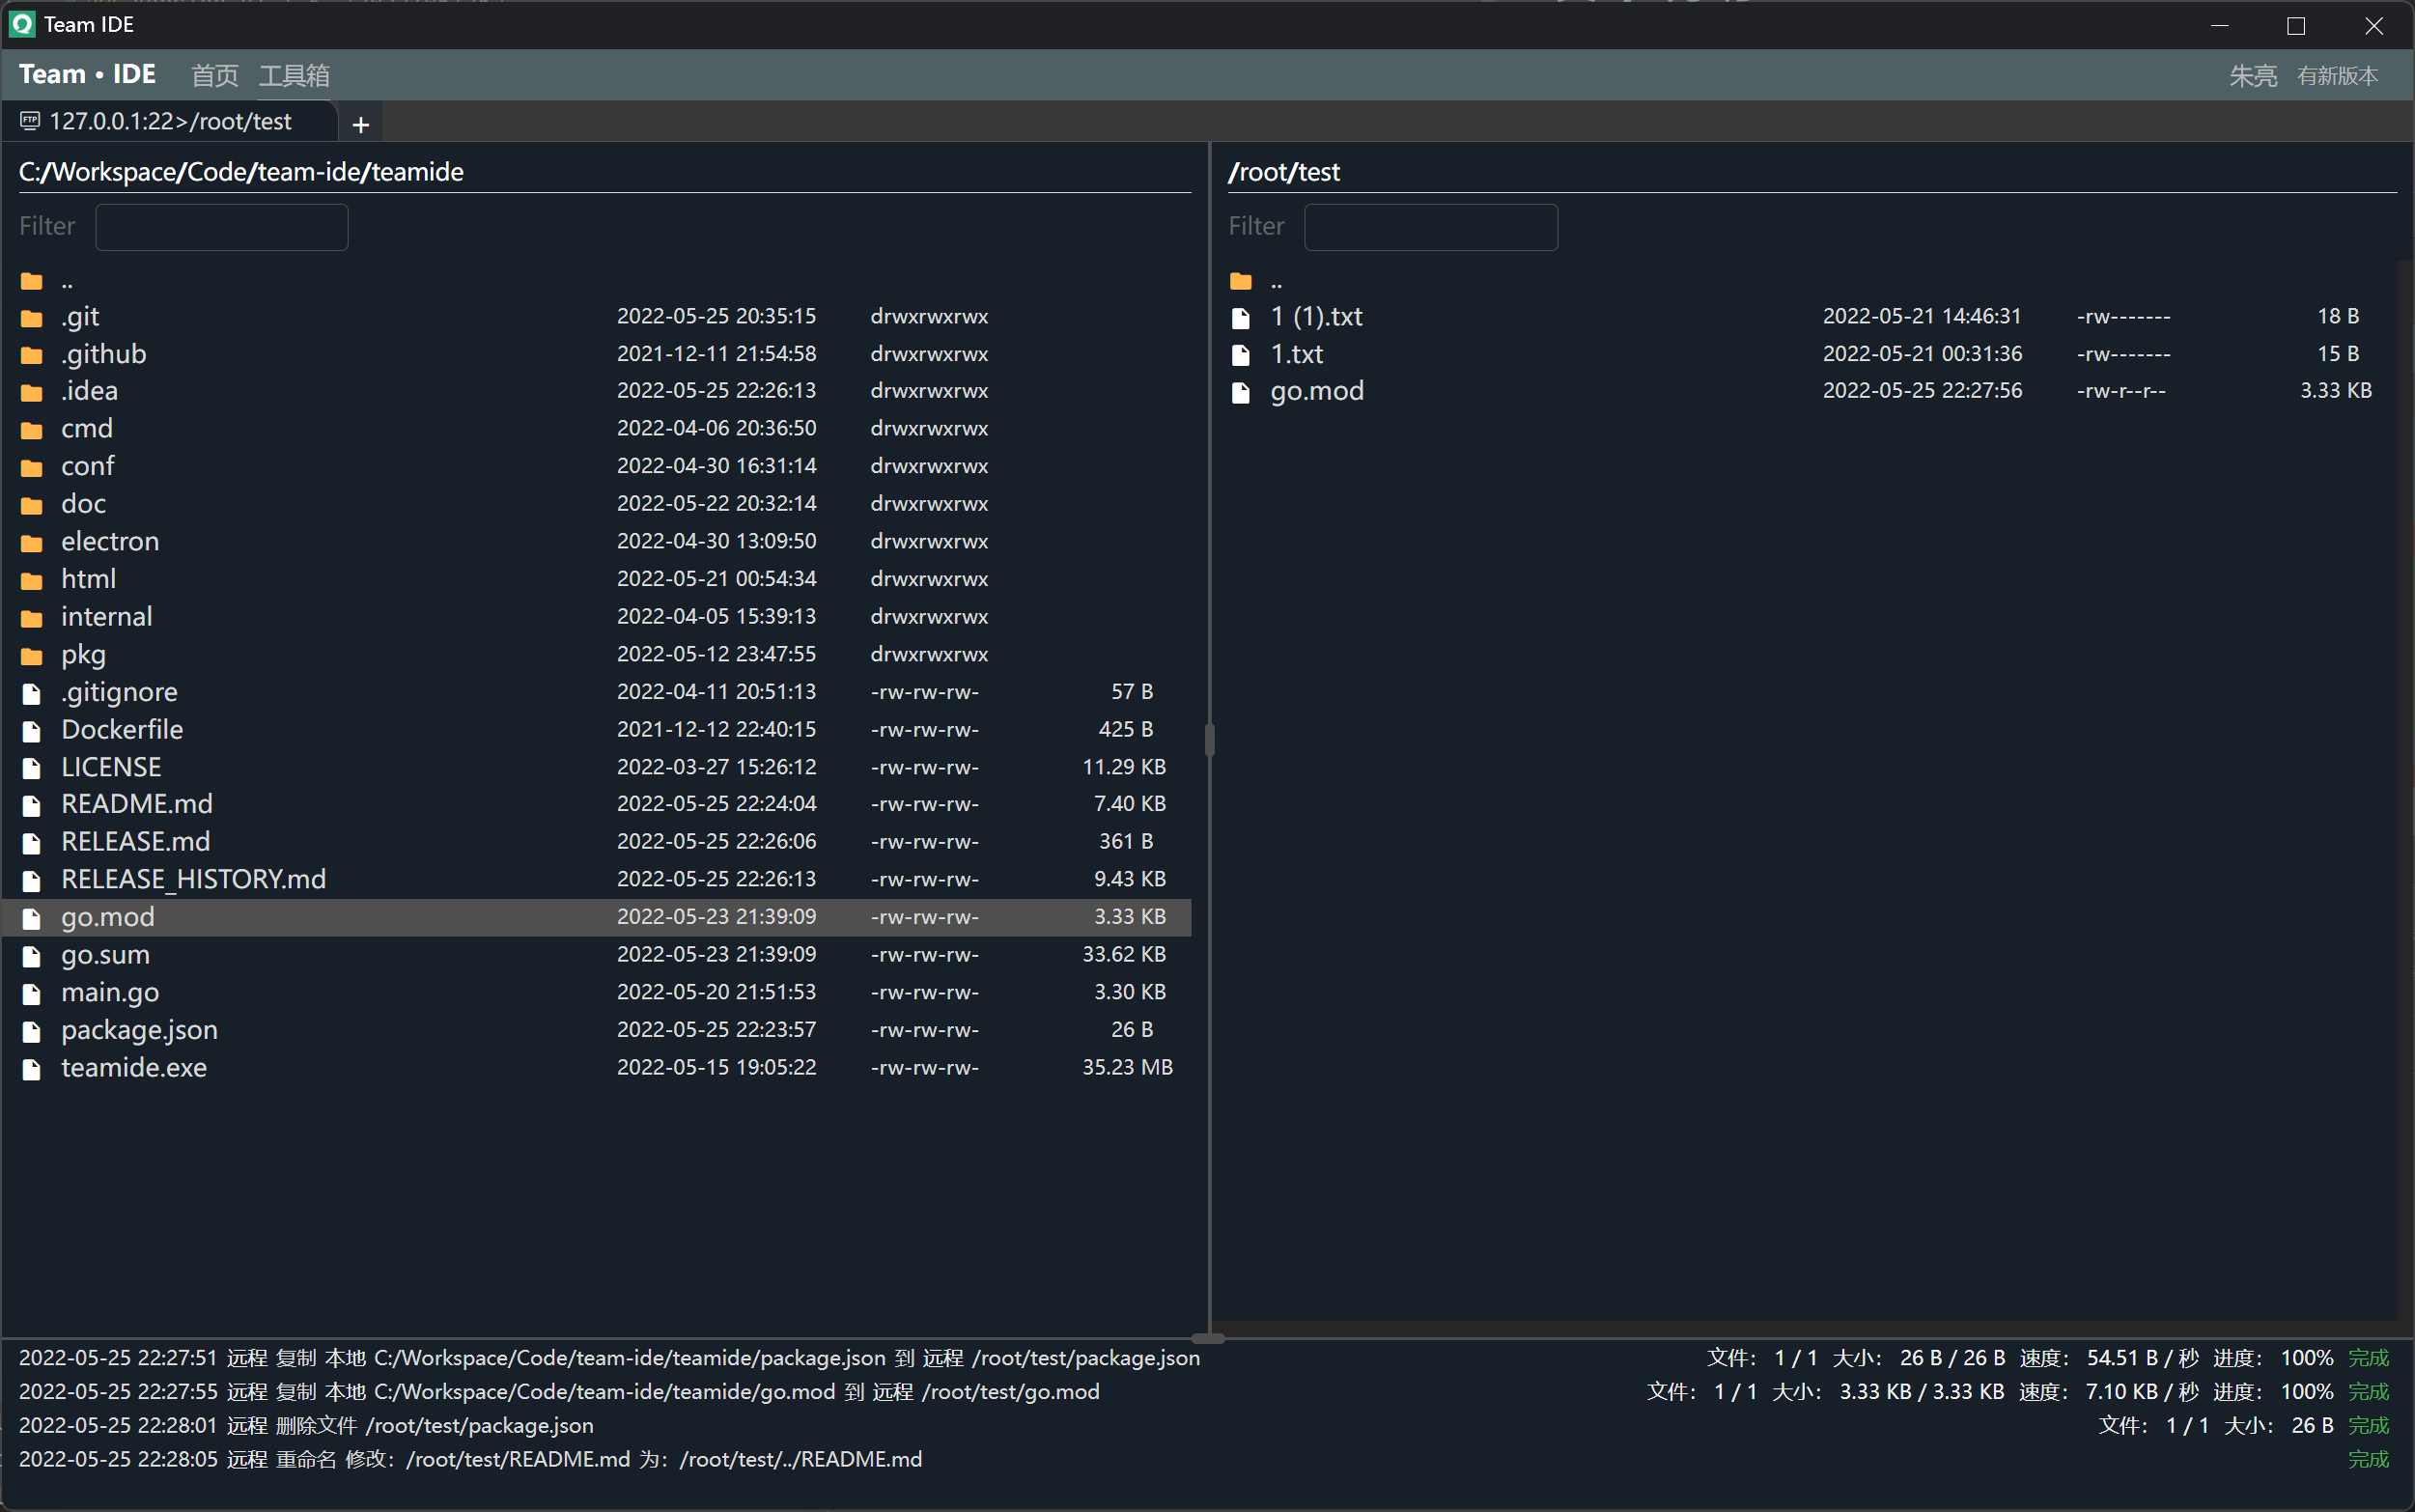 Team IDE
Team • IDE 首页 工具箱 朱亮 有新版本
FTP 127.0.0.1:22>/root/test +
C:/Workspace/Code/team-ide/teamide
Filter
..
.git 2022-05-25 20:35:15 drwxrwxrwx
.github 2021-12-11 21:54:58 drwxrwxrwx
.idea 2022-05-25 22:26:13 drwxrwxrwx
cmd 2022-04-06 20:36:50 drwxrwxrwx
conf 2022-04-30 16:31:14 drwxrwxrwx
doc 2022-05-22 20:32:14 drwxrwxrwx
electron 2022-04-30 13:09:50 drwxrwxrwx
html 2022-05-21 00:54:34 drwxrwxrwx
internal 2022-04-05 15:39:13 drwxrwxrwx
pkg 2022-05-12 23:47:55 drwxrwxrwx
.gitignore 2022-04-11 20:51:13 -rw-rw-rw- 57 B
Dockerfile 2021-12-12 22:40:15 -rw-rw-rw- 425 B
LICENSE 2022-03-27 15:26:12 -rw-rw-rw- 11.29 KB
README.md 2022-05-25 22:24:04 -rw-rw-rw- 7.40 KB
RELEASE.md 2022-05-25 22:26:06 -rw-rw-rw- 361 B
RELEASE_HISTORY.md 2022-05-25 22:26:13 -rw-rw-rw- 9.43 KB
go.mod 2022-05-23 21:39:09 -rw-rw-rw- 3.33 KB
go.sum 2022-05-23 21:39:09 -rw-rw-rw- 33.62 KB
main.go 2022-05-20 21:51:53 -rw-rw-rw- 3.30 KB
package.json 2022-05-25 22:23:57 -rw-rw-rw- 26 B
teamide.exe 2022-05-15 19:05:22 -rw-rw-rw- 35.23 MB
/root/test
Filter
..
1 (1).txt 2022-05-21 14:46:31 -rw------- 18 B
1.txt 2022-05-21 00:31:36 -rw------- 15 B
go.mod 2022-05-25 22:27:56 -rw-r--r-- 3.33 KB
2022-05-25 22:27:51 远程 复制 本地 C:/Workspace/Code/team-ide/teamide/package.json 到 远程 /root/test/package.json 文件： 1 / 1 大小： 26 B / 26 B 速度： 54.51 B / 秒 进度： 100% 完成
2022-05-25 22:27:55 远程 复制 本地 C:/Workspace/Code/team-ide/teamide/go.mod 到 远程 /root/test/go.mod 文件： 1 / 1 大小： 3.33 KB / 3.33 KB 速度： 7.10 KB / 秒 进度： 100% 完成
2022-05-25 22:28:01 远程 删除文件 /root/test/package.json 文件： 1 / 1 大小： 26 B 完成
2022-05-25 22:28:05 远程 重命名 修改：/root/test/README.md 为：/root/test/../README.md 完成